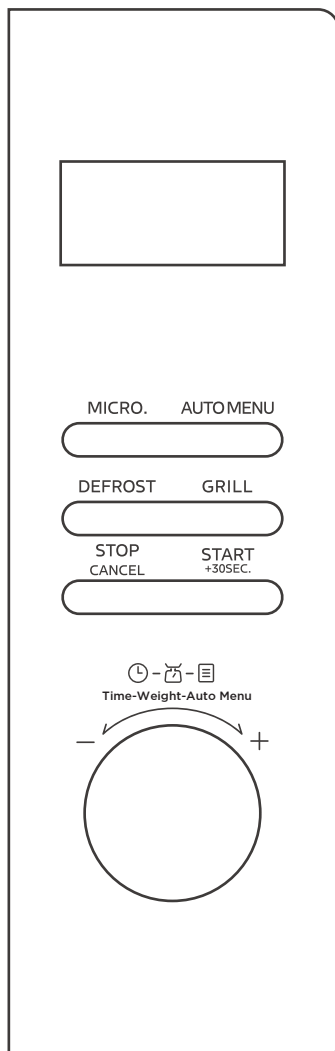 MICRO. AUTO MENU
DEFROST GRILL
STOP START
CANCEL +30SEC.
Time-Weight-Auto Menu
− +